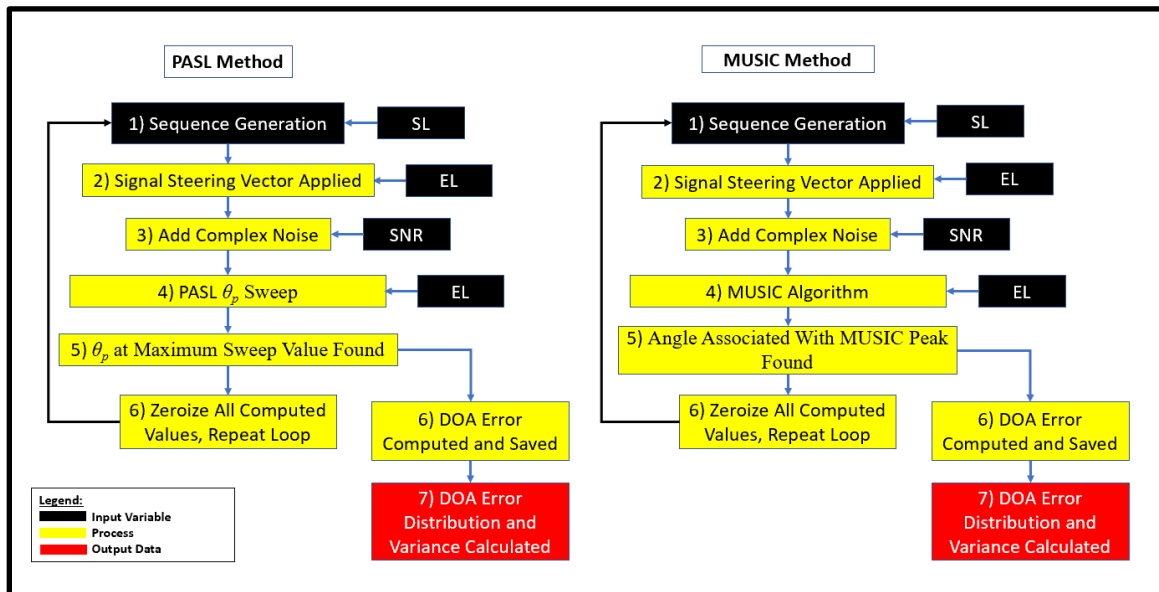 PASL Method
1) Sequence Generation
SL
2) Signal Steering Vector Applied
EL
3) Add Complex Noise
SNR
4) PASL θp Sweep
EL
5) θp at Maximum Sweep Value Found
6) Zeroize All Computed
Values, Repeat Loop
6) DOA Error
Computed and Saved
7) DOA Error
Distribution and
Variance Calculated
MUSIC Method
1) Sequence Generation
SL
2) Signal Steering Vector Applied
EL
3) Add Complex Noise
SNR
4) MUSIC Algorithm
EL
5) Angle Associated With MUSIC Peak
Found
6) Zeroize All Computed
Values, Repeat Loop
6) DOA Error
Computed and Saved
7) DOA Error
Distribution and
Variance Calculated
Legend:
Input Variable
Process
Output Data